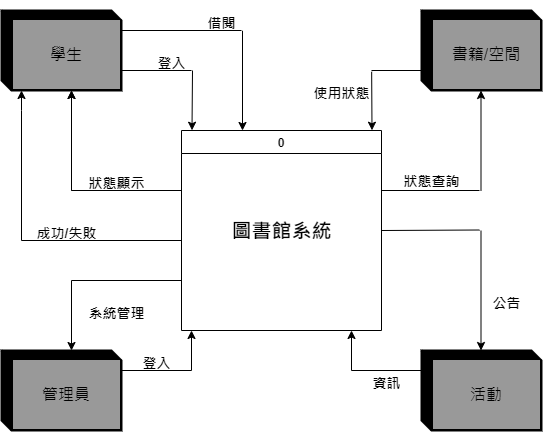 借閱
學生
登入
書籍/空間
使用狀態
0
狀態顯示
狀態查詢
成功/失敗
圖書館系統
系統管理
公告
登入
資訊
管理員
活動